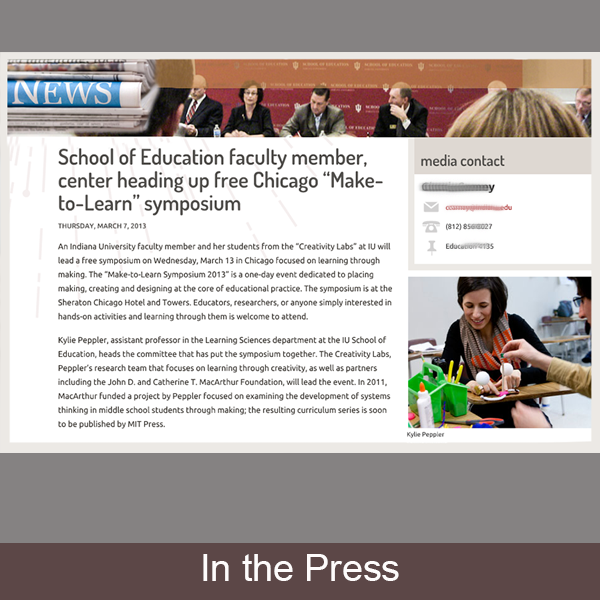 NEWS
SCHOOL OF EDUCATION
School of Education faculty member,
center heading up free Chicago “Make-
to-Learn” symposium
THURSDAY, MARCH 7, 2013
An Indiana University faculty member and her students from the “Creativity Labs” at IU will
lead a free symposium on Wednesday, March 13 in Chicago focused on learning through
making. The “Make-to-Learn Symposium 2013” is a one-day event dedicated to placing
making, creating and designing at the core of educational practice. The symposium is at the
Sheraton Chicago Hotel and Towers. Educators, researchers, or anyone simply interested in
hands-on activities and learning through them is welcome to attend.
Kylie Peppler, assistant professor in the Learning Sciences department at the IU School of
Education, heads the committee that has put the symposium together. The Creativity Labs,
Peppler’s research team that focuses on learning through creativity, as well as partners
including the John D. and Catherine T. MacArthur Foundation, will lead the event. In 2011,
MacArthur funded a project by Peppler focused on examining the development of systems
thinking in middle school students through making; the resulting curriculum series is soon
to be published by MIT Press.
media contact
(812)
Kylie Peppler
In the Press